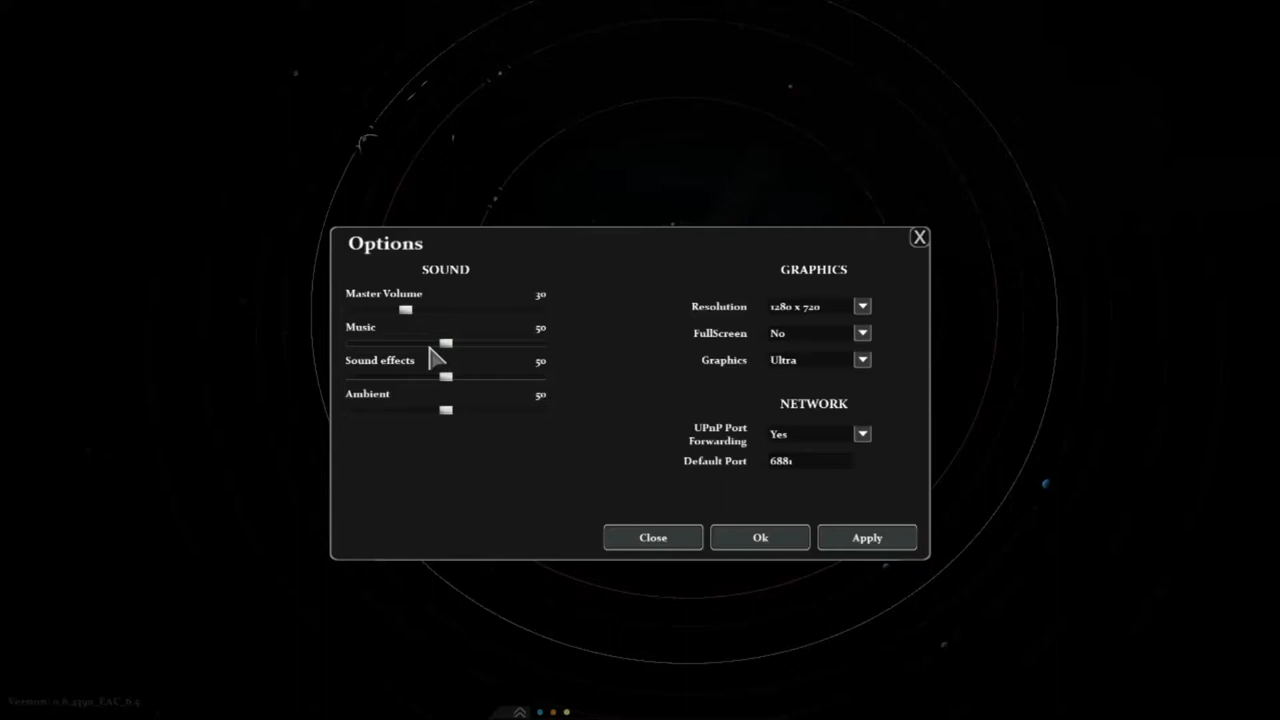 Options
X
SOUND
Master Volume 30
Music 50
Sound effects 50
Ambient 50
GRAPHICS
Resolution 1280 x 720
FullScreen No
Graphics Ultra
NETWORK
UPnP Port
Forwarding Yes
Default Port 6881
Close Ok Apply